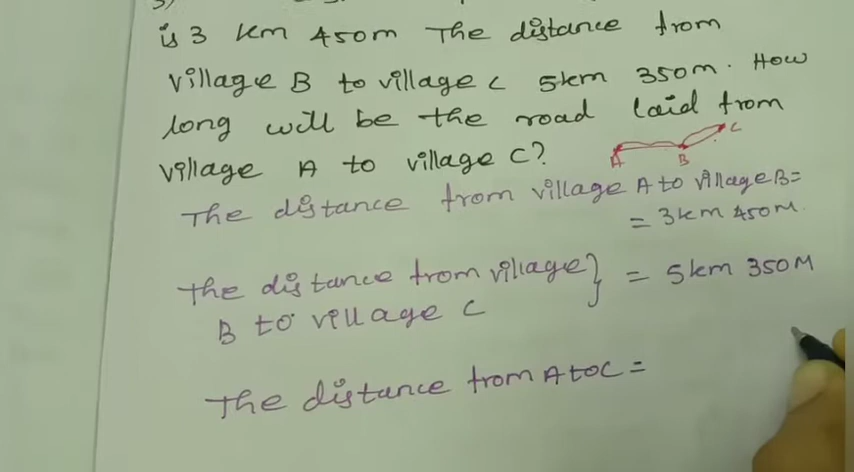 is 3 km 450m The distance from
village B to village C 5km 350m. How
long will be the road laid from
village A to village C?
A B C
The distance from village A to village B=
= 3km 450M.
The distance from village } = 5km 350M
B to village C
The distance from A to C =